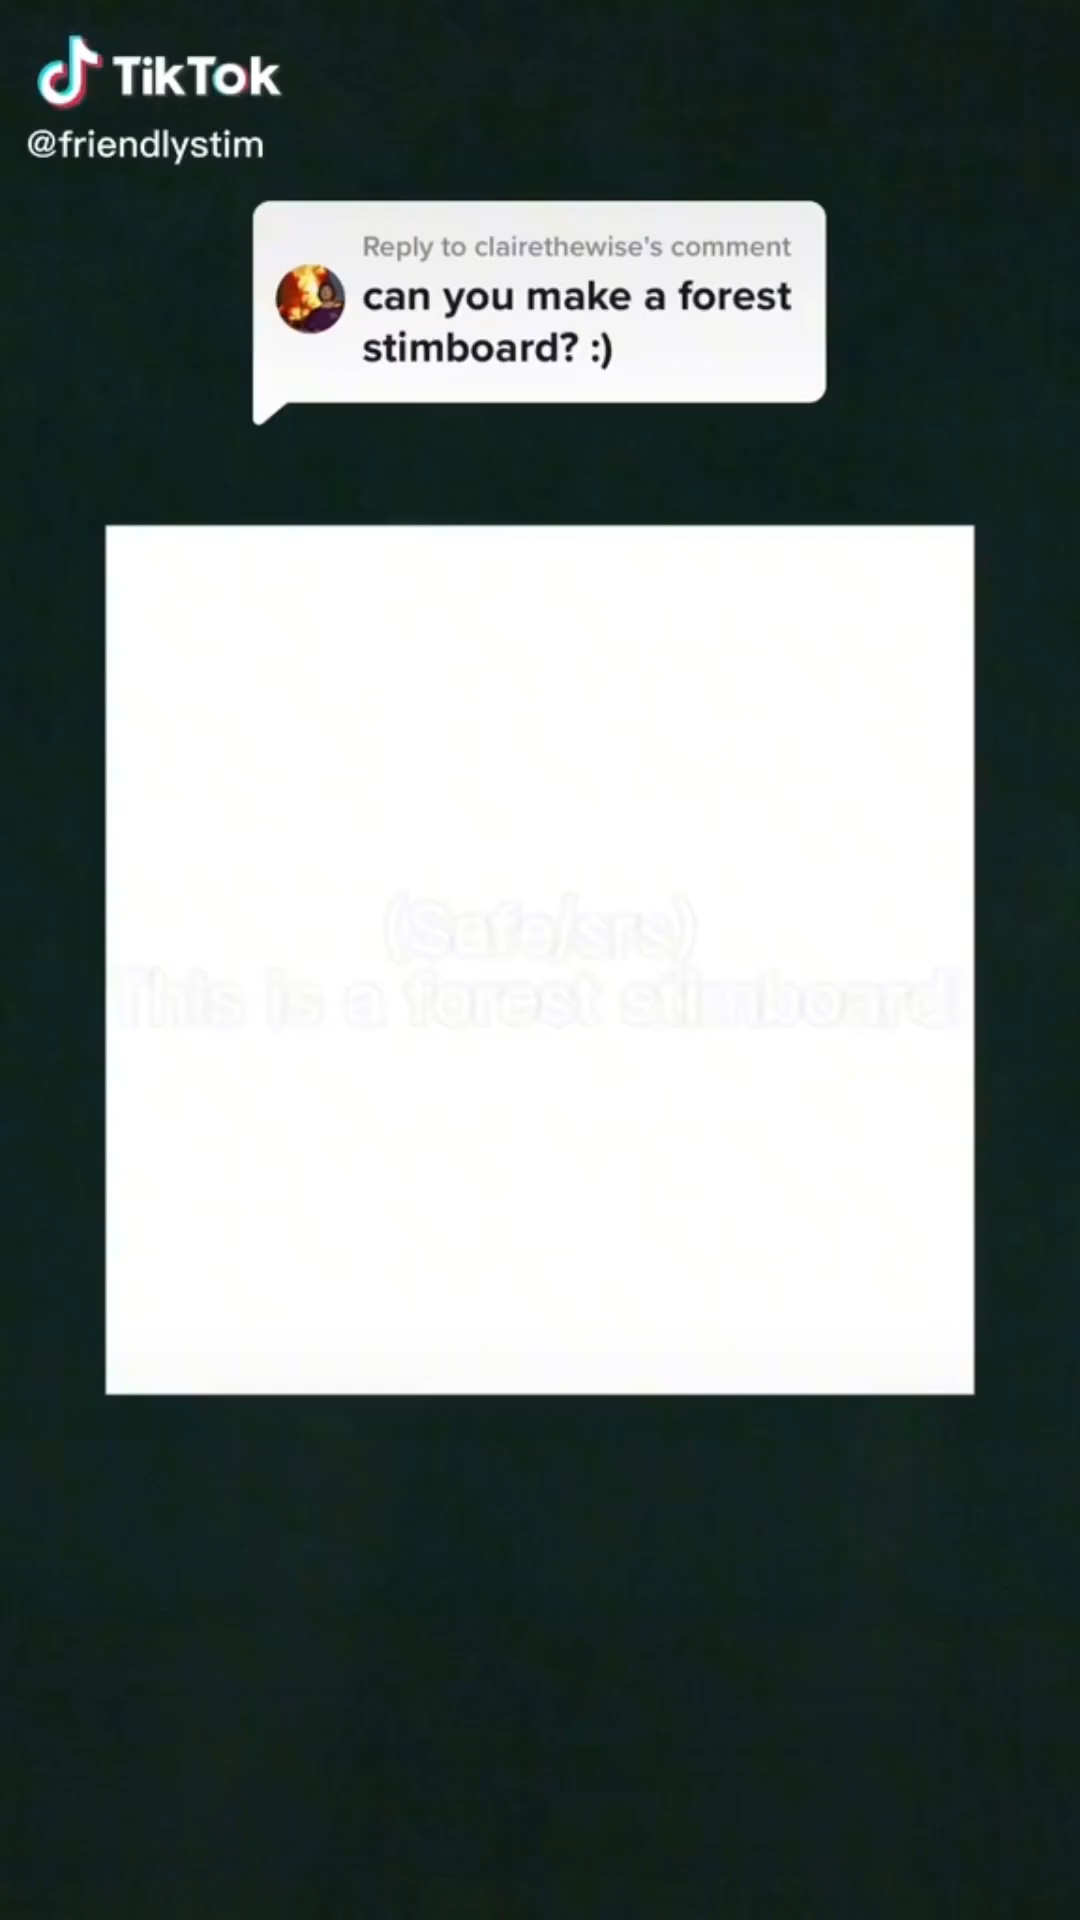 TikTok
@friendlystim
Reply to clairethewise's comment
can you make a forest
stimboard? :)
(Safe/srs)
This is a forest stimboard